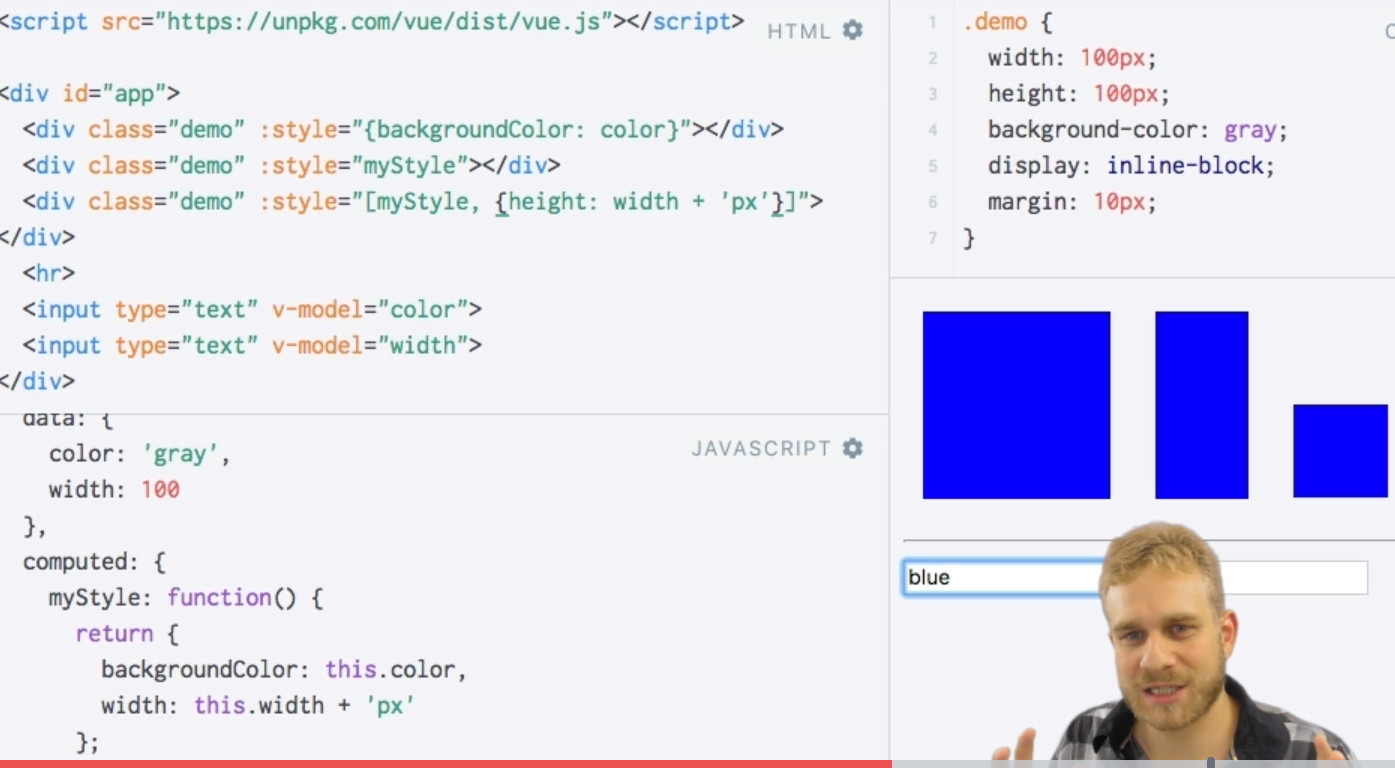 <script src="https://unpkg.com/vue/dist/vue.js"></script>
HTML
<div id="app">
<div class="demo" :style="{backgroundColor: color}"></div>
<div class="demo" :style="myStyle"></div>
<div class="demo" :style="[myStyle, {height: width + 'px'}]">
</div>
<hr>
<input type="text" v-model="color">
<input type="text" v-model="width">
</div>
data: {
JAVASCRIPT
color: 'gray',
width: 100
},
computed: {
myStyle: function() {
return {
backgroundColor: this.color,
width: this.width + 'px'
};
1 .demo {
2 width: 100px;
3 height: 100px;
4 background-color: gray;
5 display: inline-block;
6 margin: 10px;
7 }
blue